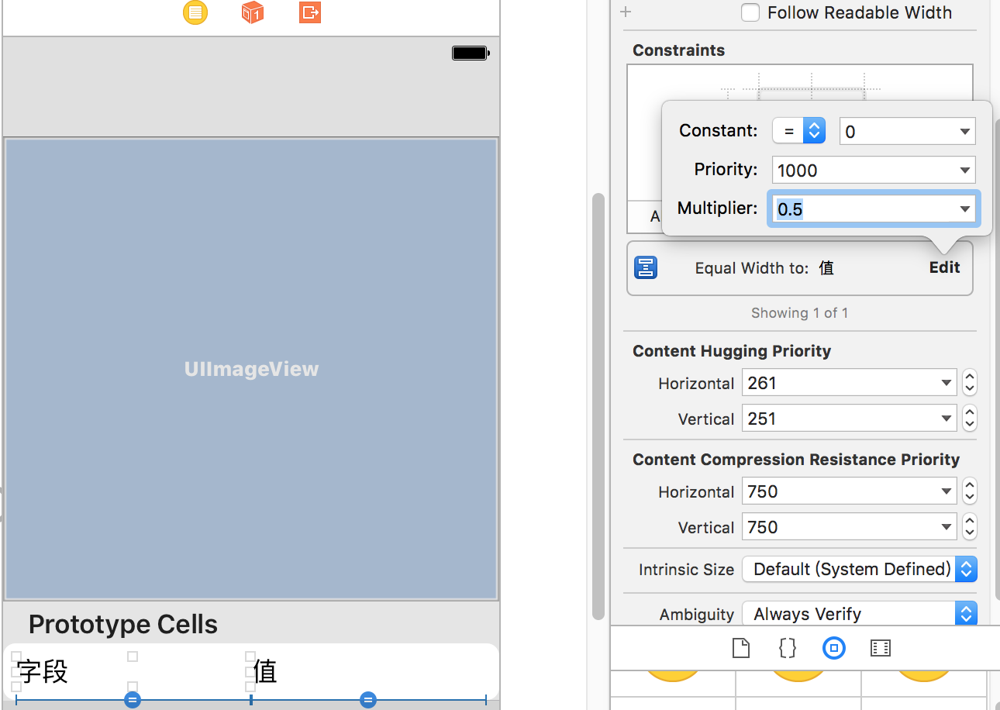 1
Follow Readable Width
Constraints
Constant: = 0
Priority: 1000
Multiplier: 0.5
A
Equal Width to: 值 Edit
Showing 1 of 1
Content Hugging Priority
Horizontal 261
Vertical 251
Content Compression Resistance Priority
Horizontal 750
Vertical 750
Intrinsic Size Default (System Defined)
Ambiguity Always Verify
UIImageView
Prototype Cells
字段 值